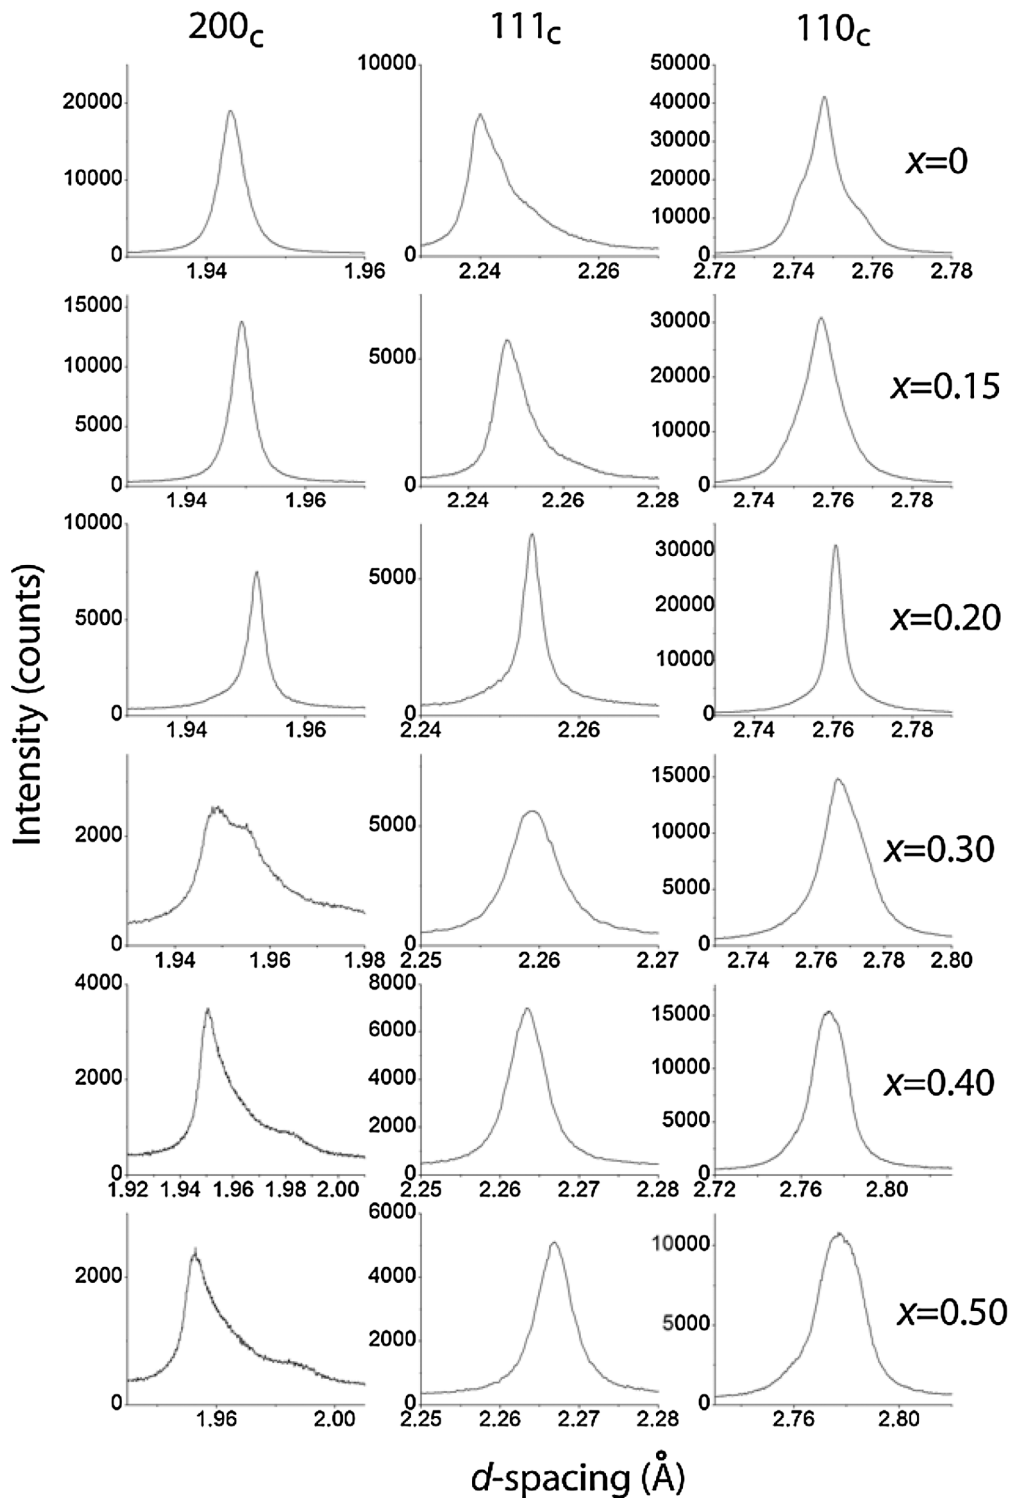 200c 111c 110c
20000 10000 0 1.94 1.96
10000 0 2.24 2.26
50000 40000 30000 20000 10000 0 2.72 2.74 2.76 2.78
x=0
15000 10000 5000 0 1.94 1.96
5000 0 2.24 2.26 2.28
30000 20000 10000 0 2.74 2.76 2.78
x=0.15
10000 5000 0 1.94 1.96
5000 0 2.24 2.26
30000 20000 10000 0 2.74 2.76 2.78
x=0.20
Intensity (counts)
2000 0 1.94 1.96 1.98
5000 0 2.25 2.26 2.27
15000 10000 5000 0 2.74 2.76 2.78 2.80
x=0.30
4000 2000 0 1.92 1.94 1.96 1.98 2.00
8000 6000 4000 2000 0 2.25 2.26 2.27 2.28
15000 10000 5000 0 2.72 2.76 2.80
x=0.40
2000 0 1.96 2.00
6000 4000 2000 0 2.25 2.26 2.27 2.28
10000 5000 0 2.76 2.80
x=0.50
d-spacing (Å)